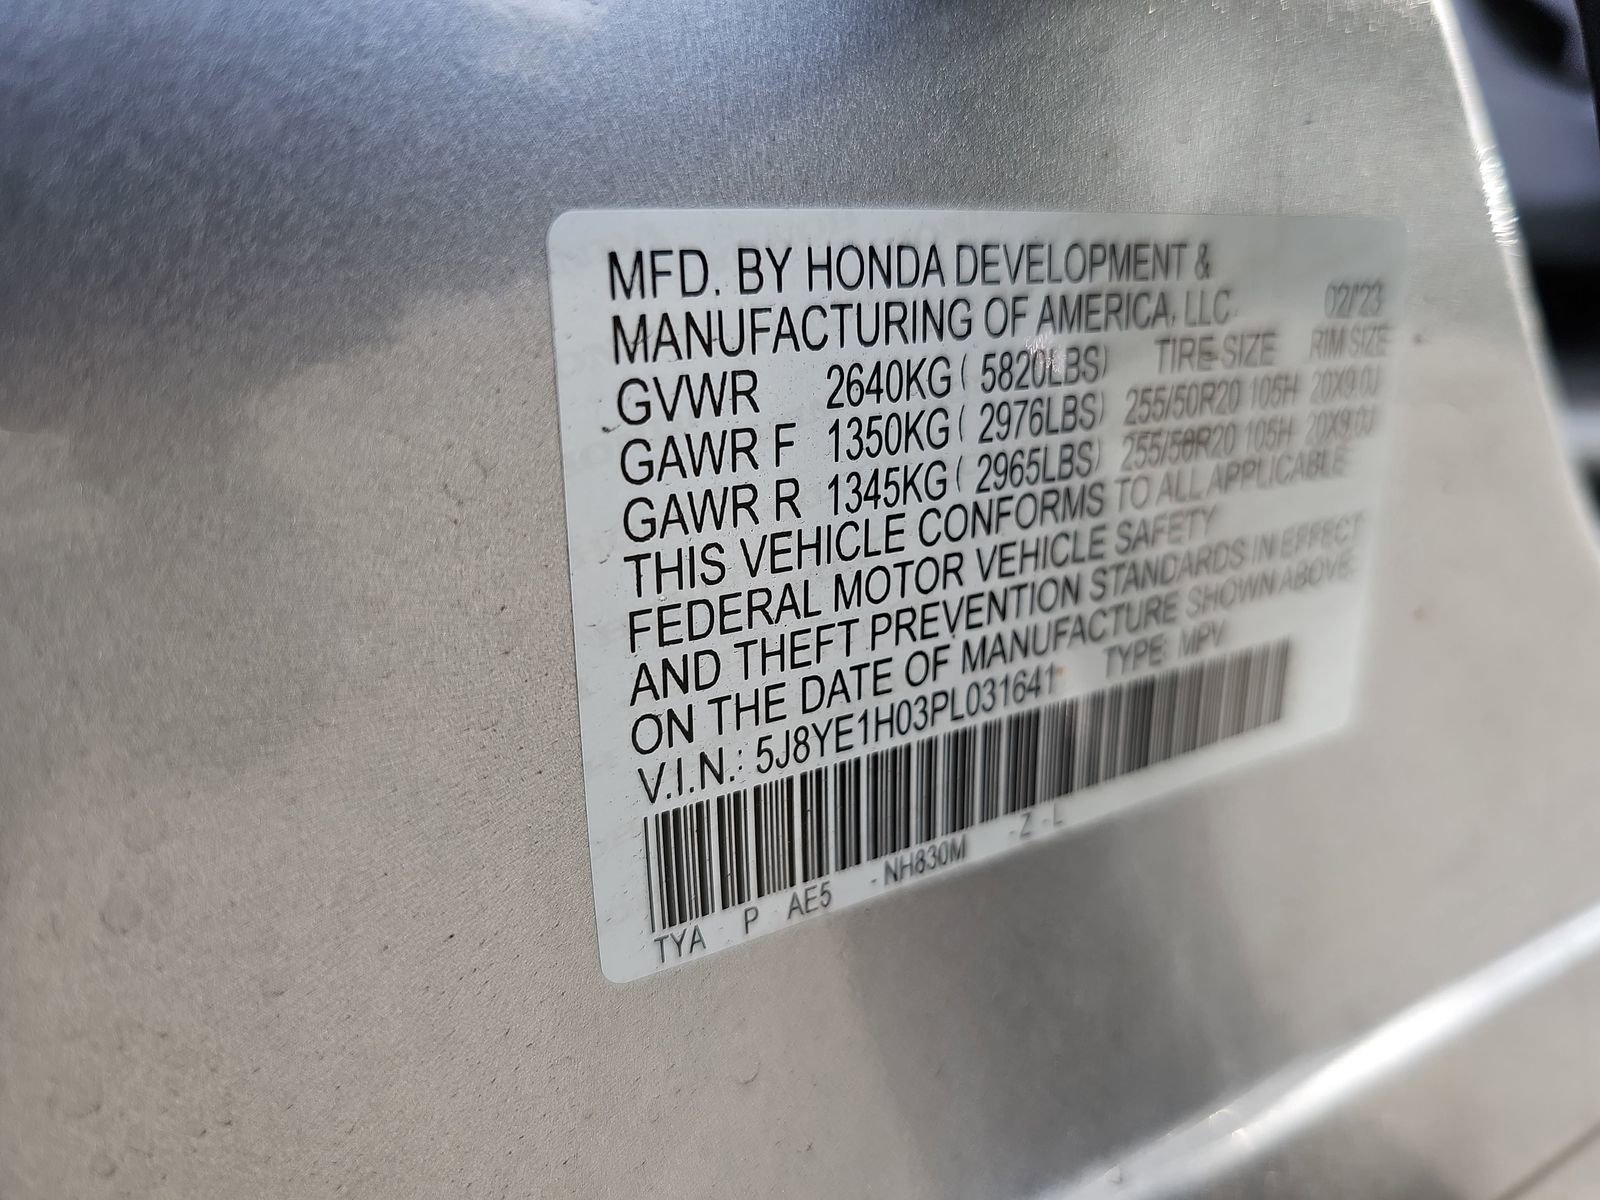 MFD. BY HONDA DEVELOPMENT &
MANUFACTURING OF AMERICA, LLC 02/'23
GVWR 2640KG ( 5820LBS) TIRE SIZE RIM SIZE
GAWR F 1350KG ( 2976LBS) 255/50R20 105H 20X9.0J
GAWR R 1345KG ( 2965LBS) 255/50R20 105H 20X9.0J
THIS VEHICLE CONFORMS TO ALL APPLICABLE
FEDERAL MOTOR VEHICLE SAFETY
AND THEFT PREVENTION STANDARDS IN EFFECT
ON THE DATE OF MANUFACTURE SHOWN ABOVE.
V.I.N.: 5J8YE1H03PL031641 TYPE: MPV
TYA P AE5 - NH830M - Z - L